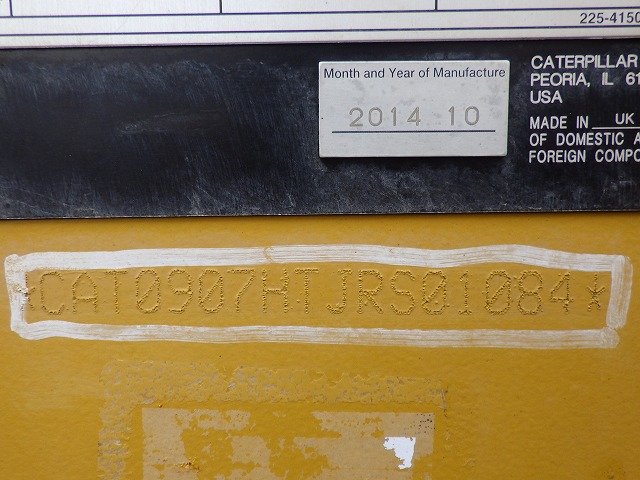 225-4150
CATERPILLAR
PEORIA, IL 61
USA
MADE IN UK
OF DOMESTIC A
FOREIGN COMPO
Month and Year of Manufacture
2014 10
*CAT0907HTJRS01084*